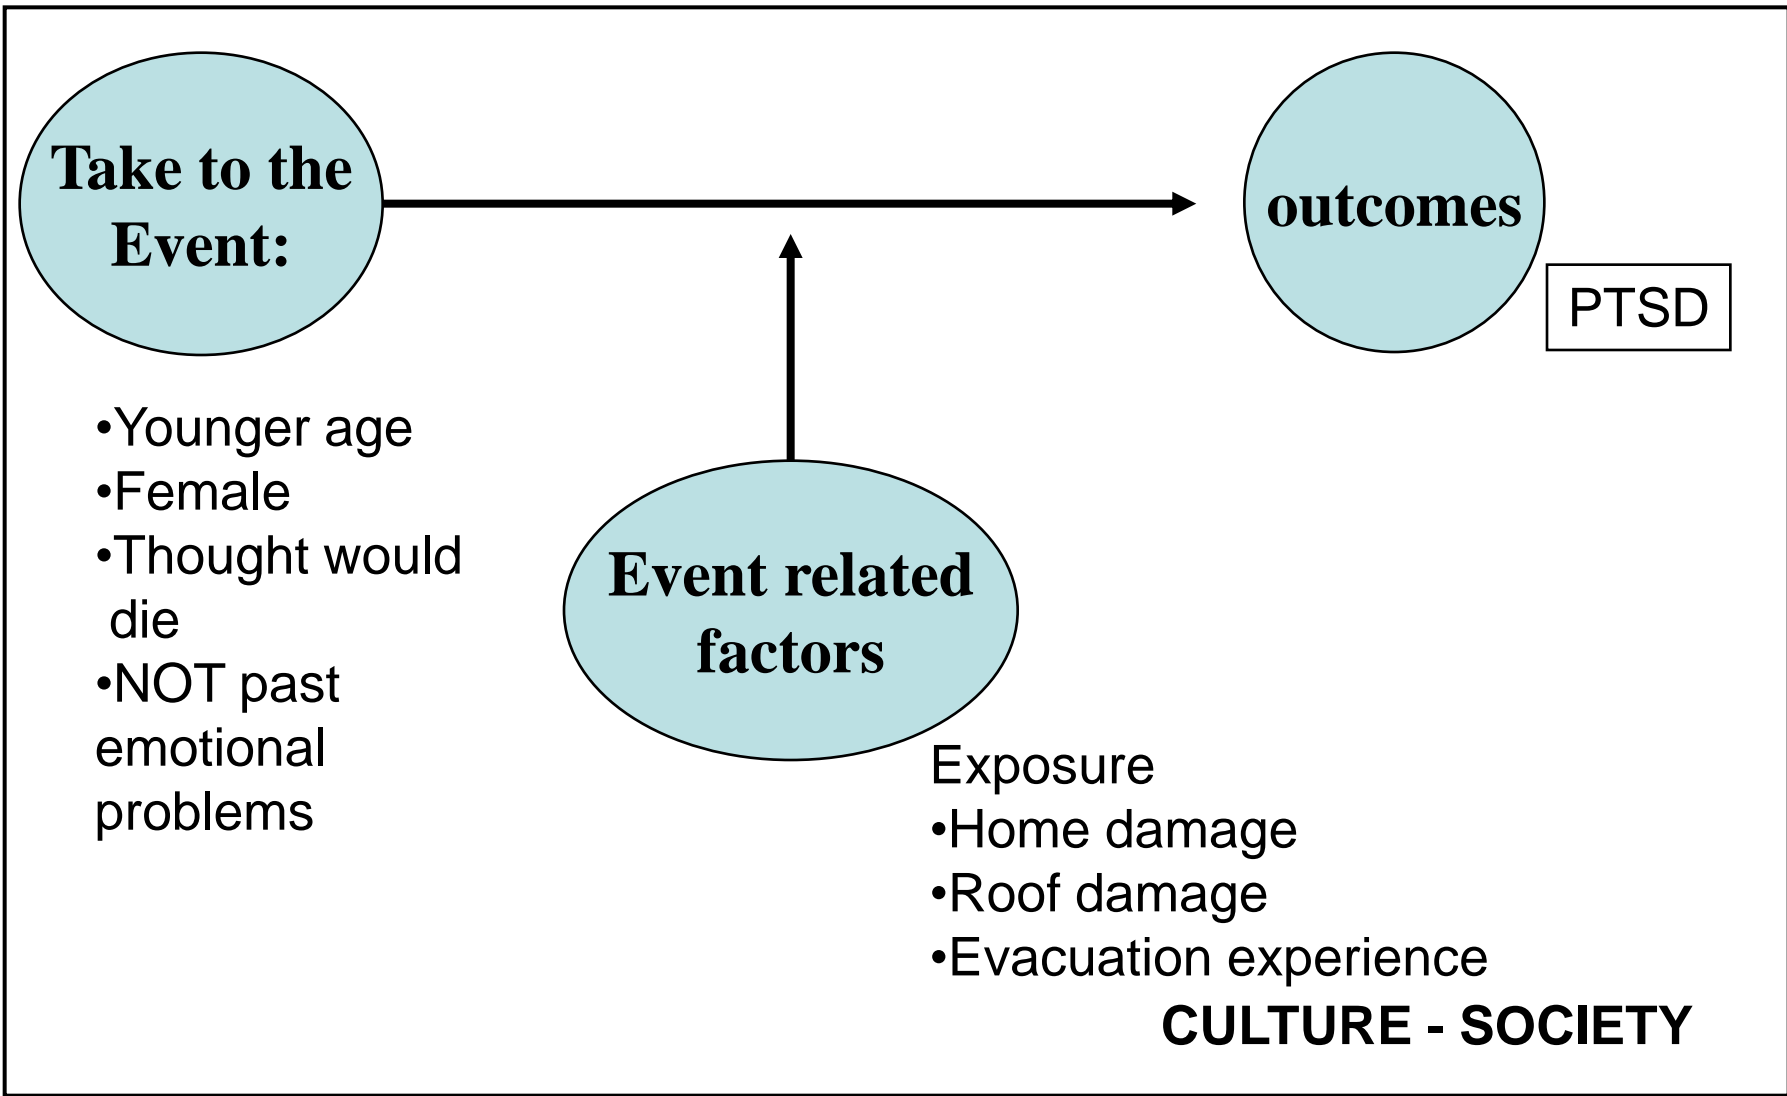 Take to the
Event:
outcomes
PTSD
•Younger age
•Female
•Thought would
die
•NOT past
emotional
problems
Event related
factors
Exposure
•Home damage
•Roof damage
•Evacuation experience
CULTURE - SOCIETY